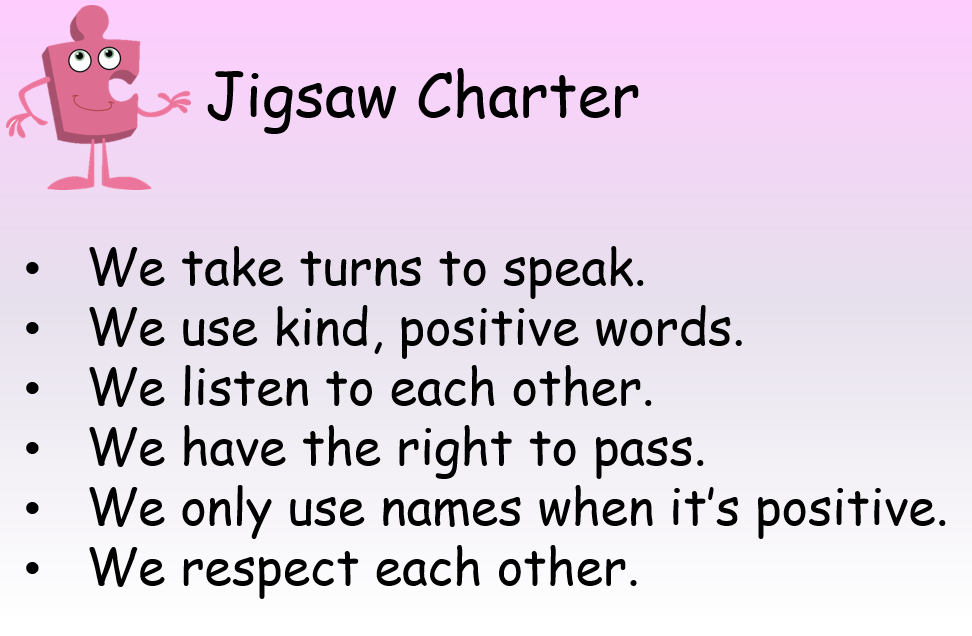 Jigsaw Charter
• We take turns to speak.
• We use kind, positive words.
• We listen to each other.
• We have the right to pass.
• We only use names when it’s positive.
• We respect each other.